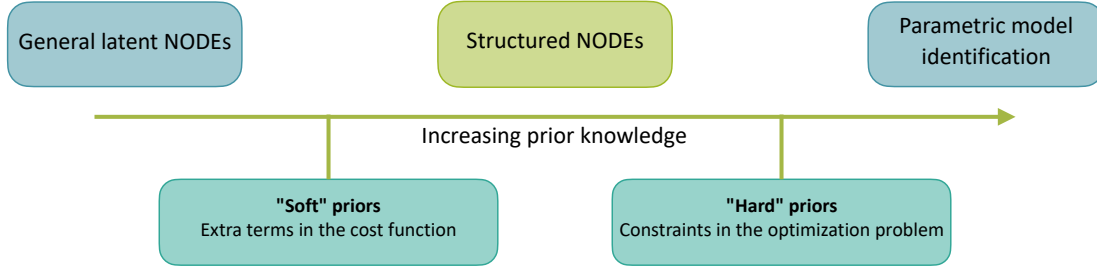 General latent NODEs
Structured NODEs
Parametric model
identification
Increasing prior knowledge
"Soft" priors
Extra terms in the cost function
"Hard" priors
Constraints in the optimization problem